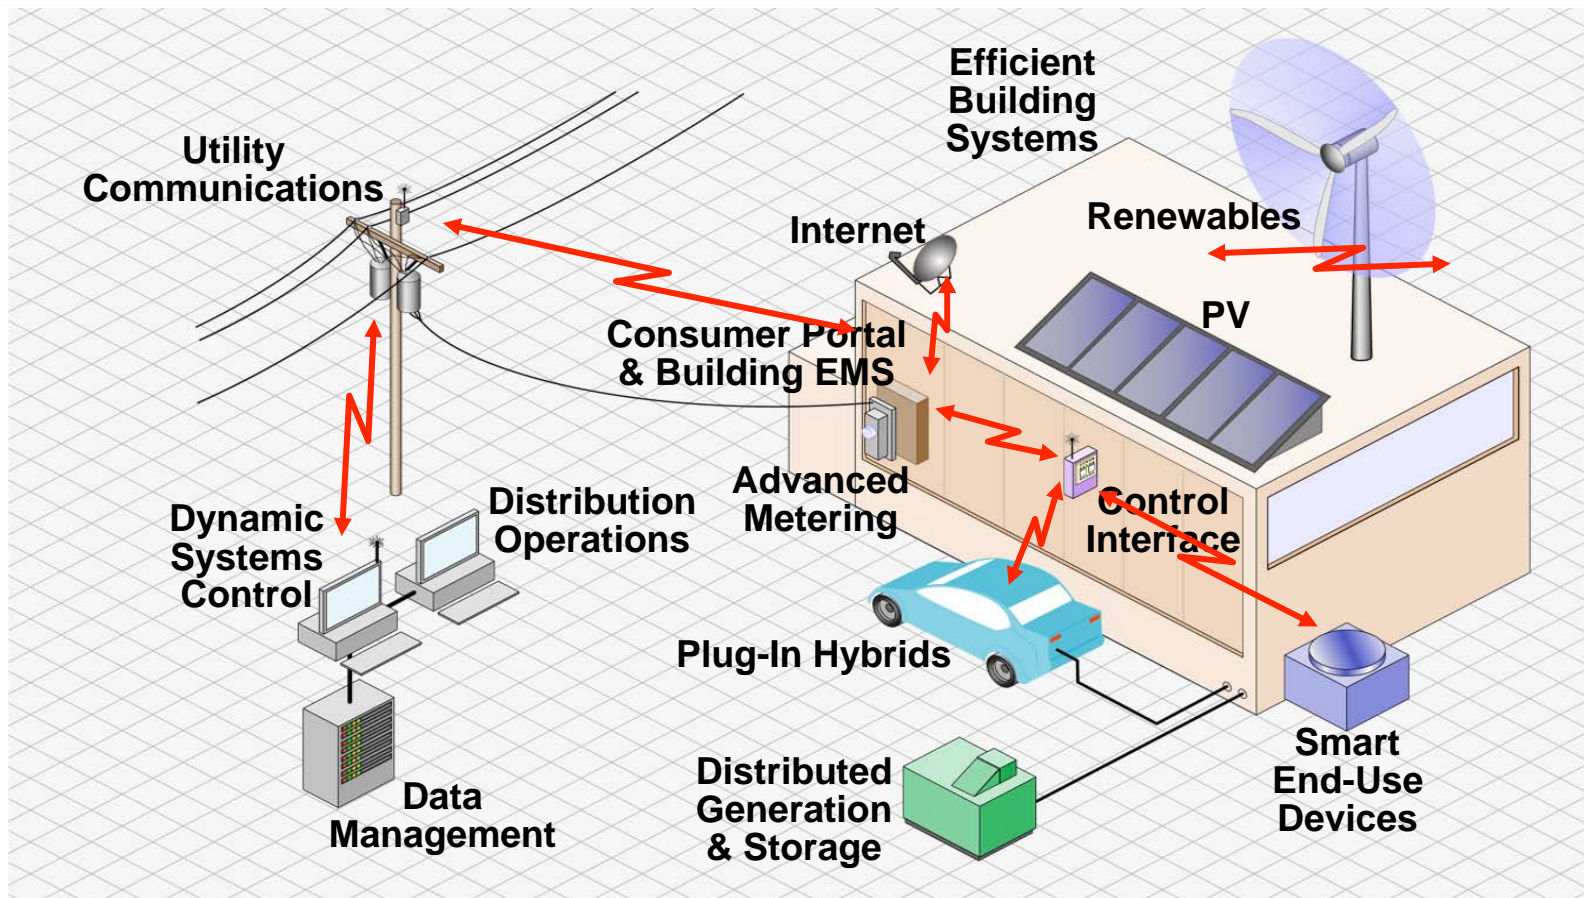 Efficient
Building
Systems
Utility
Communications
Renewables
Internet
PV
Consumer Portal
& Building EMS
Advanced
Metering
Control
Interface
Distribution
Operations
Dynamic
Systems
Control
Plug-In Hybrids
Smart
End-Use
Devices
Distributed
Generation
& Storage
Data
Management